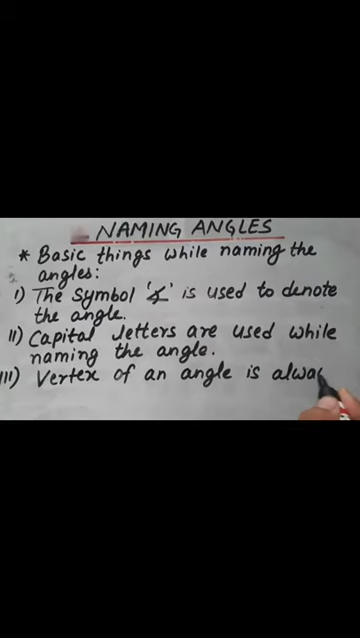 NAMING ANGLES
* Basic things while naming the
angles:
I) The symbol '∡' is used to denote
the angle.
II) Capital letters are used while
naming the angle.
III) Vertex of an angle is alwa